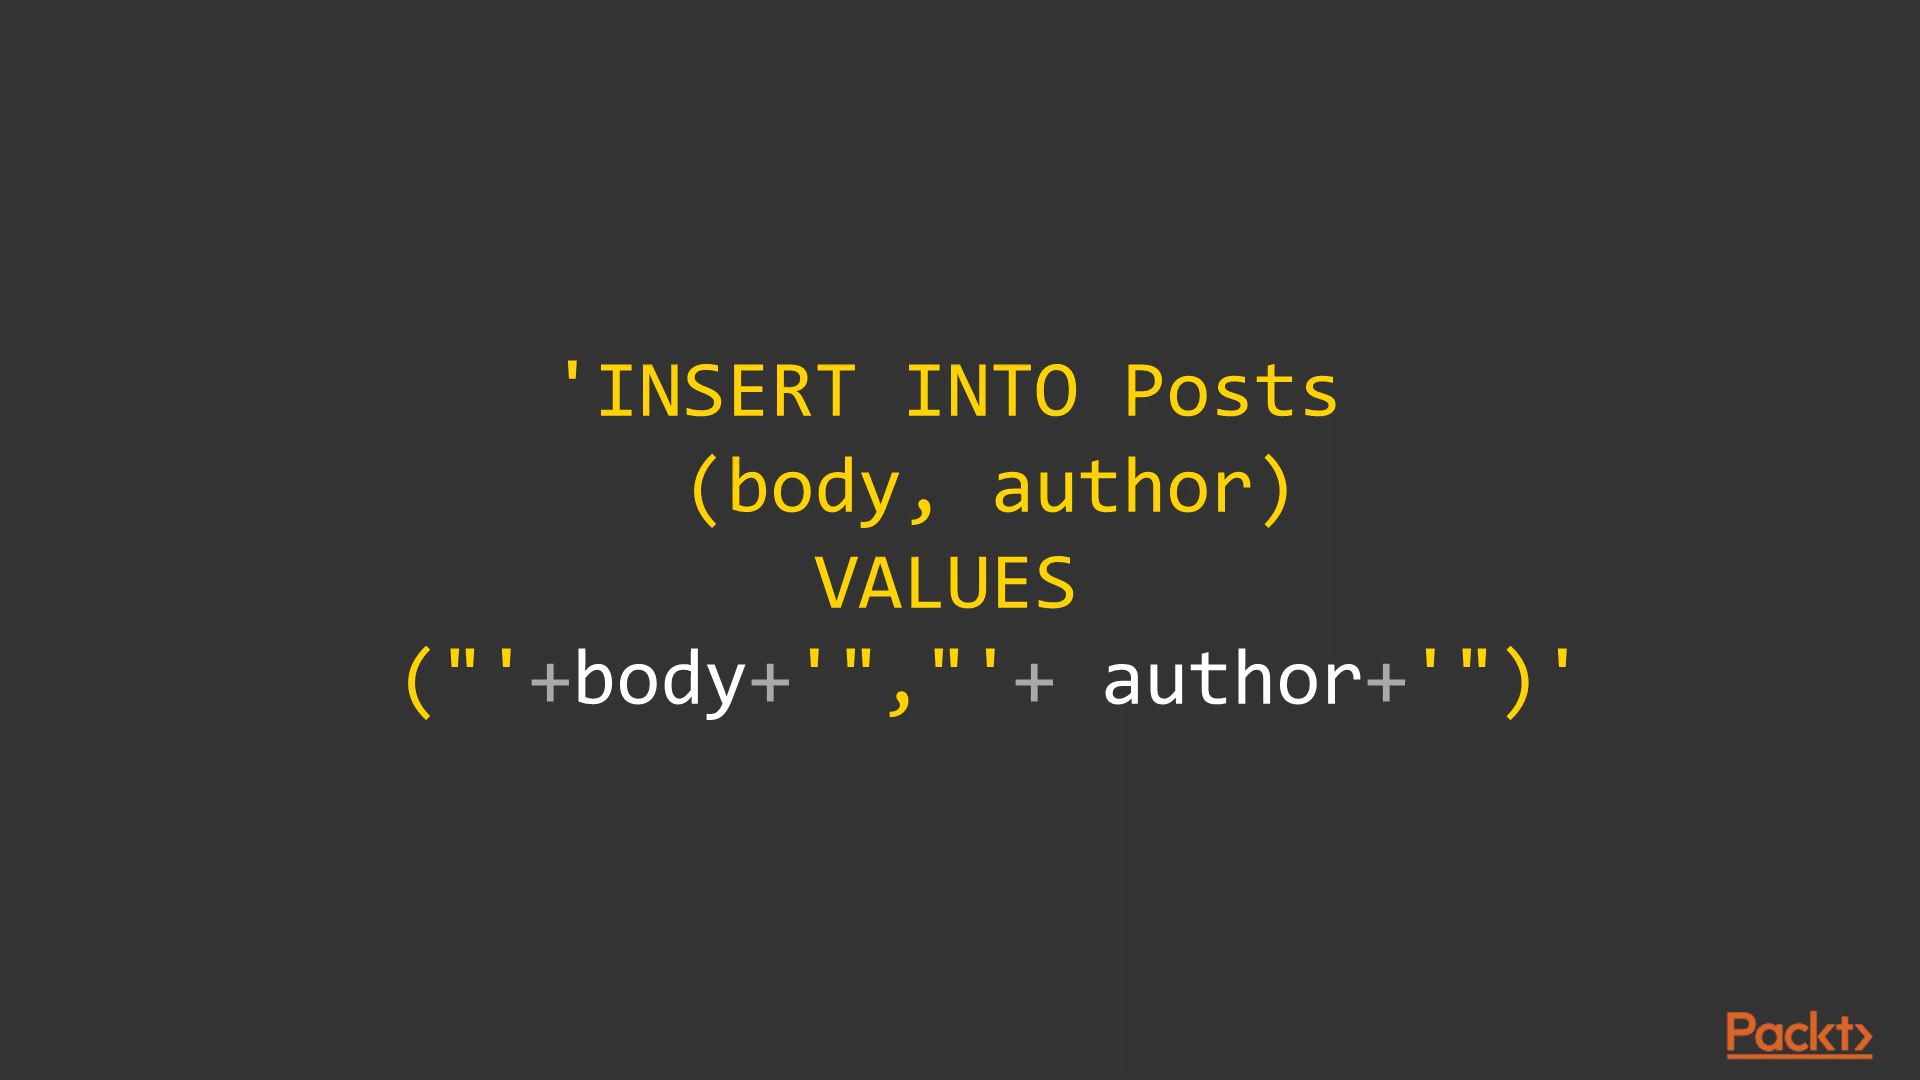 'INSERT INTO Posts
(body, author)
VALUES
("'+body+'","'+ author+'")'
Packt>